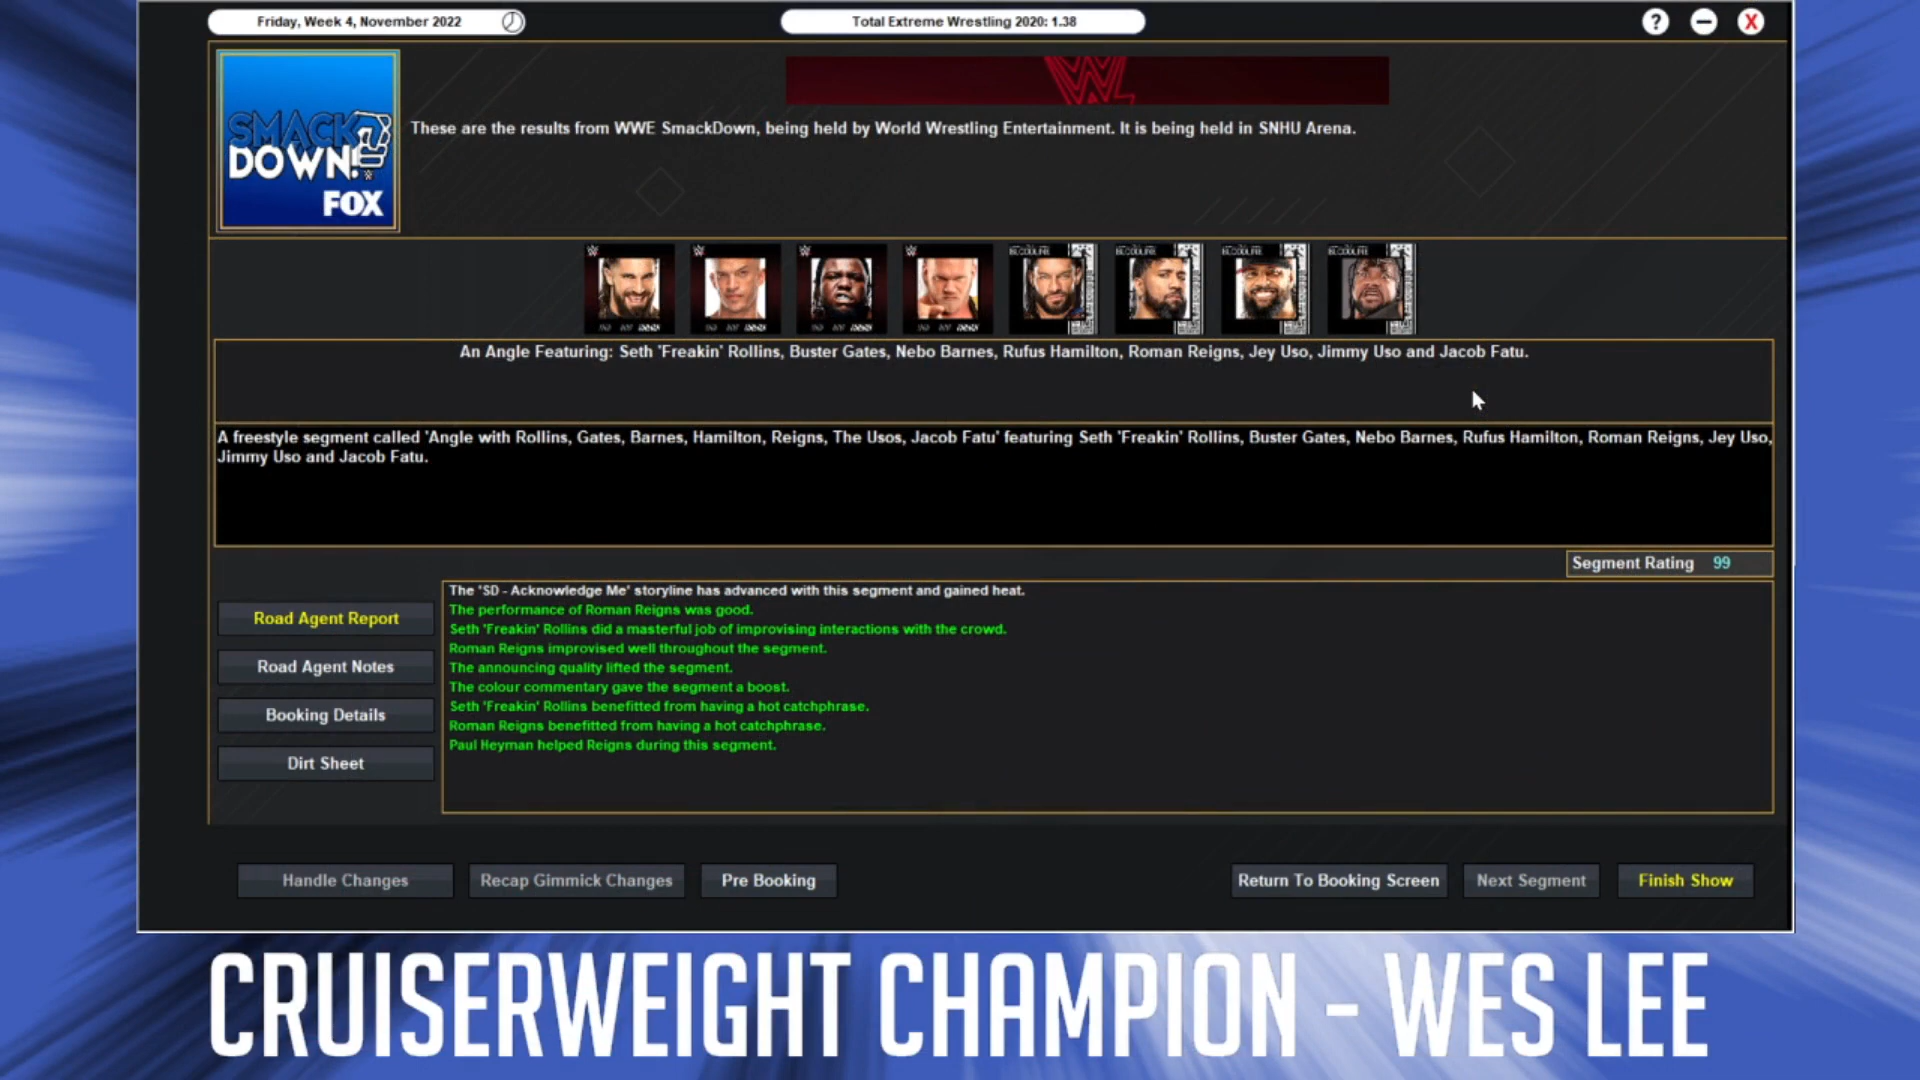 Friday, Week 4, November 2022
Total Extreme Wrestling 2020: 1.38
?
X
SMACK
DOWN!
FOX
These are the results from WWE SmackDown, being held by World Wrestling Entertainment. It is being held in SNHU Arena.
An Angle Featuring: Seth 'Freakin' Rollins, Buster Gates, Nebo Barnes, Rufus Hamilton, Roman Reigns, Jey Uso, Jimmy Uso and Jacob Fatu.
A freestyle segment called 'Angle with Rollins, Gates, Barnes, Hamilton, Reigns, The Usos, Jacob Fatu' featuring Seth 'Freakin' Rollins, Buster Gates, Nebo Barnes, Rufus Hamilton, Roman Reigns, Jey Uso,
Jimmy Uso and Jacob Fatu.
Segment Rating 99
Road Agent Report
Road Agent Notes
Booking Details
Dirt Sheet
The 'SD - Acknowledge Me' storyline has advanced with this segment and gained heat.
The performance of Roman Reigns was good.
Seth 'Freakin' Rollins did a masterful job of improvising interactions with the crowd.
Roman Reigns improvised well throughout the segment.
The announcing quality lifted the segment.
The colour commentary gave the segment a boost.
Seth 'Freakin' Rollins benefitted from having a hot catchphrase.
Roman Reigns benefitted from having a hot catchphrase.
Paul Heyman helped Reigns during this segment.
Handle Changes
Recap Gimmick Changes
Pre Booking
Return To Booking Screen
Next Segment
Finish Show
CRUISERWEIGHT CHAMPION - WES LEE